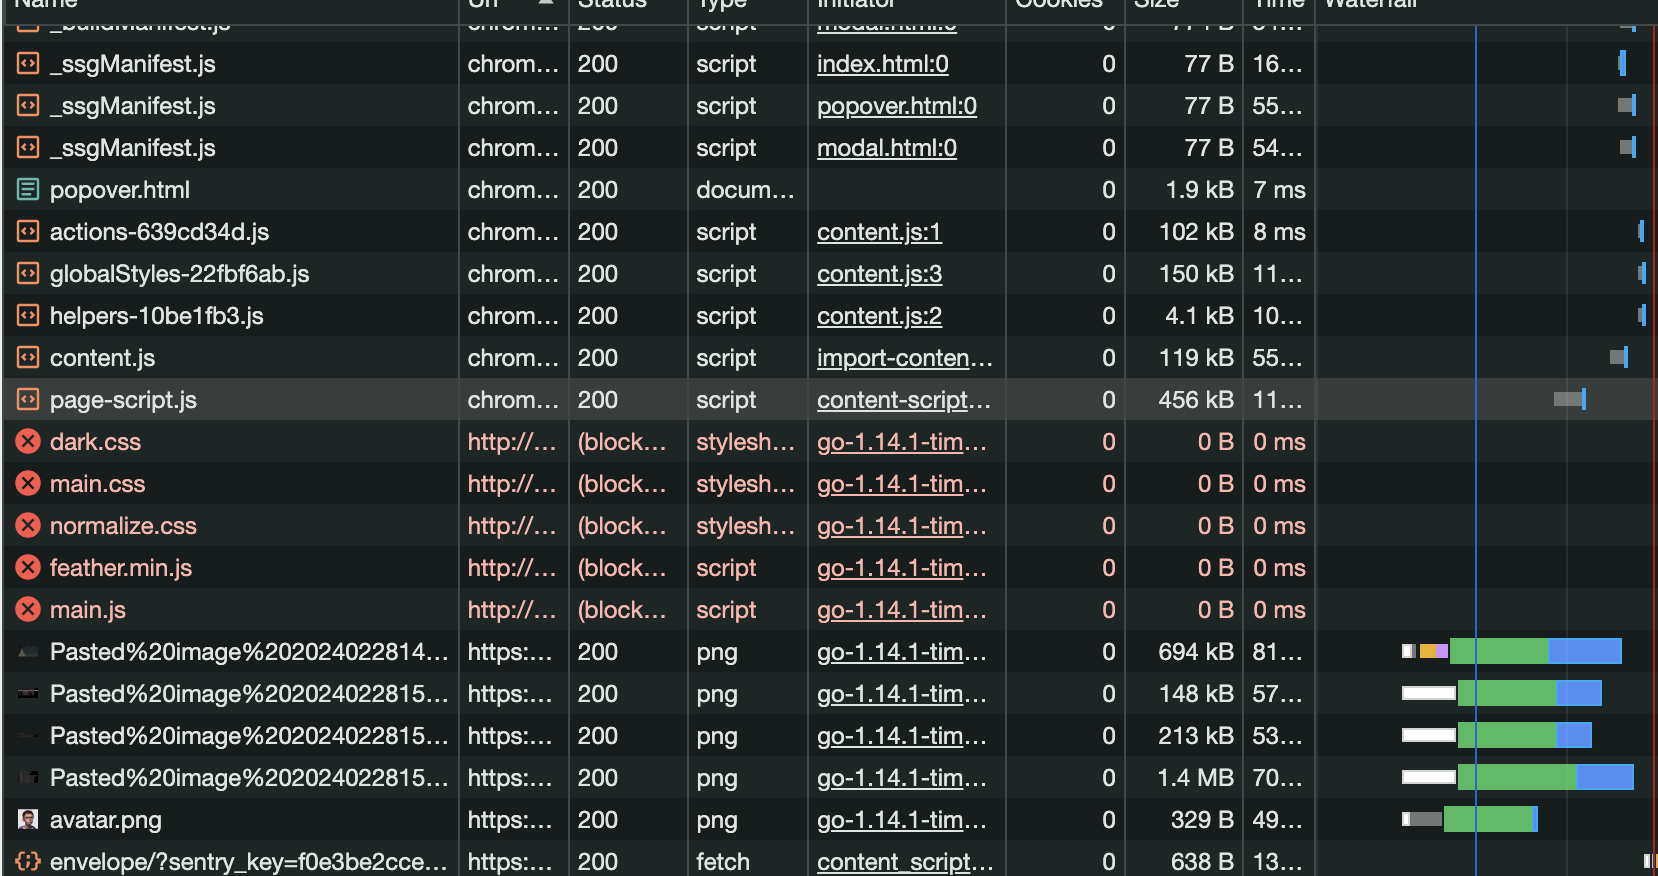 Name Url Status Type Initiator Cookies Size Time Waterfall
_buildManifest.js chrom… 200 script modal.html:0 0
_ssgManifest.js chrom… 200 script index.html:0 0 77 B 16…
_ssgManifest.js chrom… 200 script popover.html:0 0 77 B 55…
_ssgManifest.js chrom… 200 script modal.html:0 0 77 B 54…
popover.html chrom… 200 docum… 0 1.9 kB 7 ms
actions-639cd34d.js chrom… 200 script content.js:1 0 102 kB 8 ms
globalStyles-22fbf6ab.js chrom… 200 script content.js:3 0 150 kB 11…
helpers-10be1fb3.js chrom… 200 script content.js:2 0 4.1 kB 10…
content.js chrom… 200 script import-conten… 0 119 kB 55…
page-script.js chrom… 200 script content-script… 0 456 kB 11…
dark.css http://… (block… stylesh… go-1.14.1-tim… 0 0 B 0 ms
main.css http://… (block… stylesh… go-1.14.1-tim… 0 0 B 0 ms
normalize.css http://… (block… stylesh… go-1.14.1-tim… 0 0 B 0 ms
feather.min.js http://… (block… script go-1.14.1-tim… 0 0 B 0 ms
main.js http://… (block… script go-1.14.1-tim… 0 0 B 0 ms
Pasted%20image%202024022814… https:… 200 png go-1.14.1-tim… 0 694 kB 81…
Pasted%20image%202024022815… https:… 200 png go-1.14.1-tim… 0 148 kB 57…
Pasted%20image%202024022815… https:… 200 png go-1.14.1-tim… 0 213 kB 53…
Pasted%20image%202024022815… https:… 200 png go-1.14.1-tim… 0 1.4 MB 70…
avatar.png https:… 200 png go-1.14.1-tim… 0 329 B 49…
envelope/?sentry_key=f0e3be2cce… https:… 200 fetch content_script… 0 638 B 13…